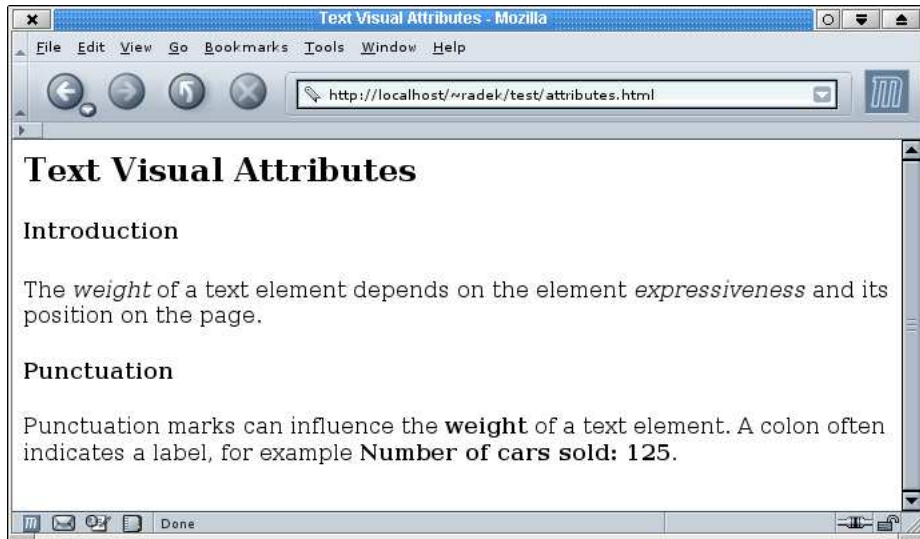 Text Visual Attributes - Mozilla
File Edit View Go Bookmarks Tools Window Help
http://localhost/~radek/test/attributes.html
Text Visual Attributes
Introduction
The weight of a text element depends on the element expressiveness and its
position on the page.
Punctuation
Punctuation marks can influence the weight of a text element. A colon often
indicates a label, for example Number of cars sold: 125.
Done